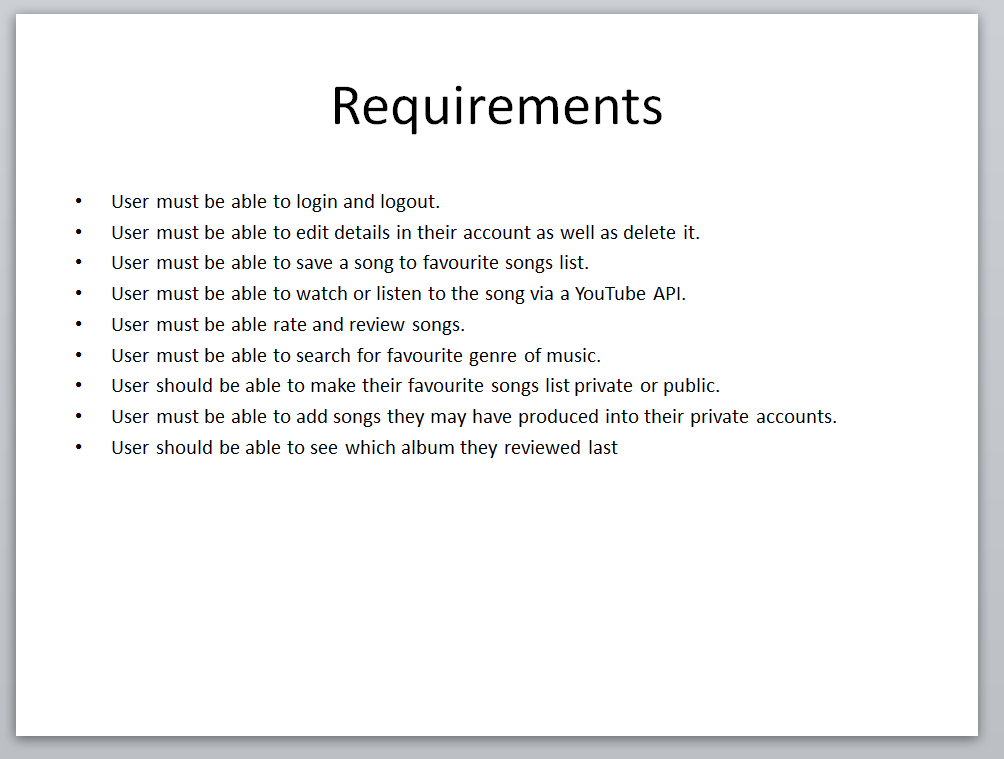 Requirements
• User must be able to login and logout.
• User must be able to edit details in their account as well as delete it.
• User must be able to save a song to favourite songs list.
• User must be able to watch or listen to the song via a YouTube API.
• User must be able rate and review songs.
• User must be able to search for favourite genre of music.
• User should be able to make their favourite songs list private or public.
• User must be able to add songs they may have produced into their private accounts.
• User should be able to see which album they reviewed last